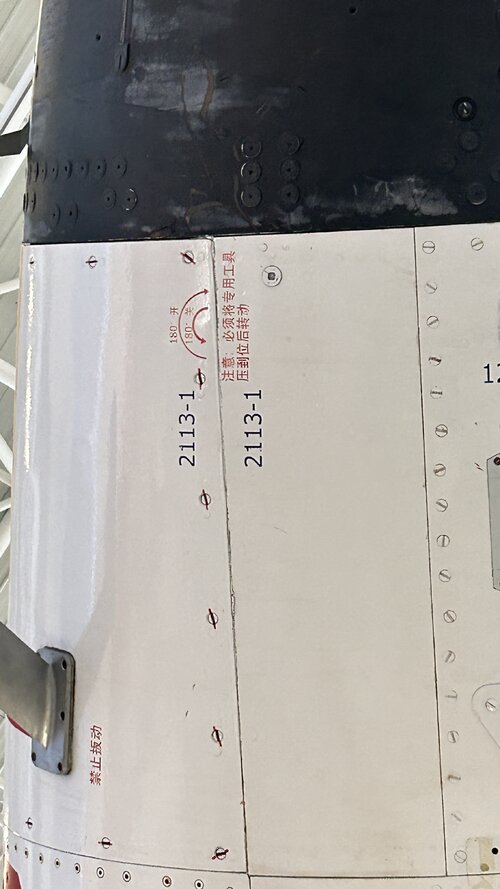 180° 开
180° 关
注意：必须将专用工具
压到位后转动
2113-1
2113-1
禁止扳动
12